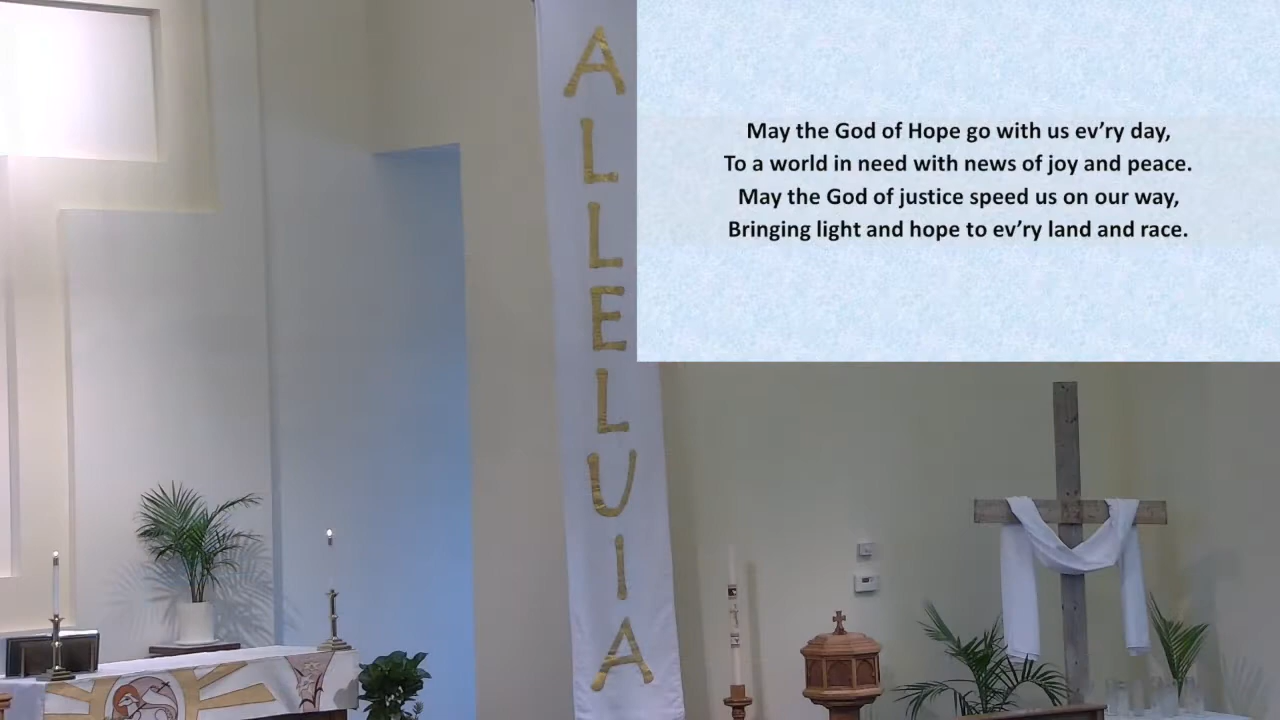 ALLELUIA
May the God of Hope go with us ev’ry day,
To a world in need with news of joy and peace.
May the God of justice speed us on our way,
Bringing light and hope to ev’ry land and race.